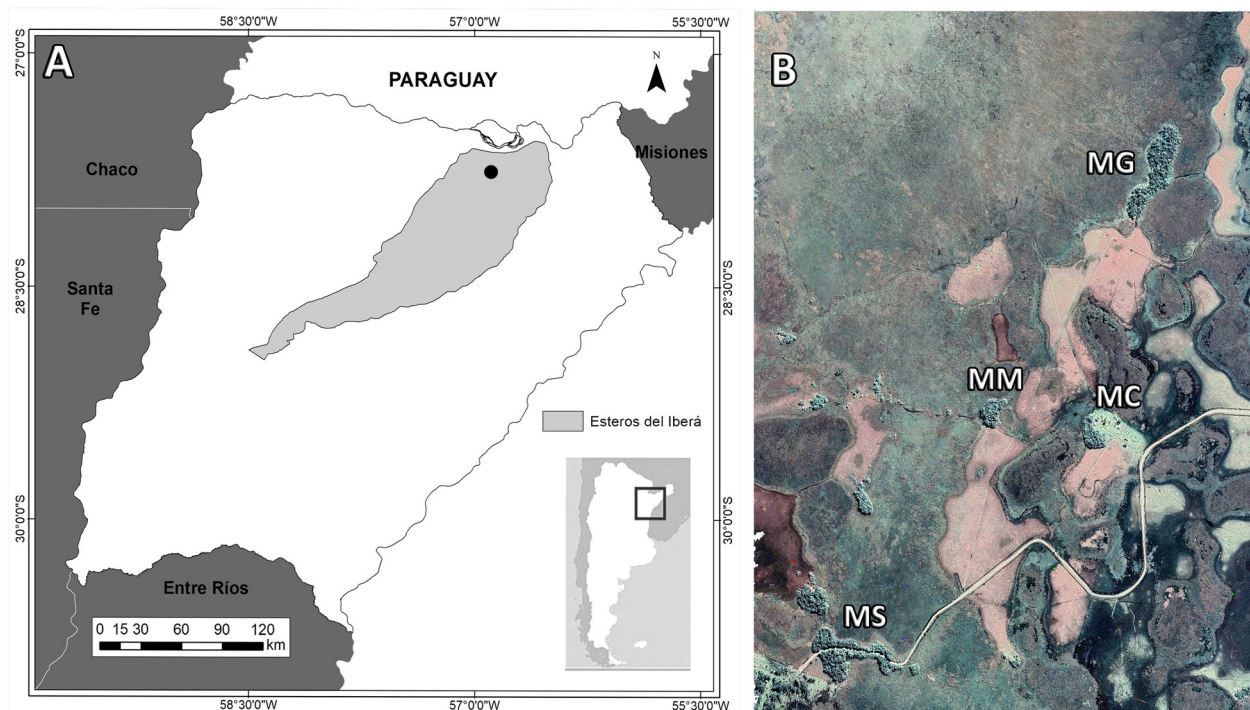 58°30'0"W
57°0'0"W
55°30'0"W
27°0'0"S
A
N
PARAGUAY
Chaco
Misiones
28°30'0"S
28°30'0"S
Santa
Fe
Esteros del Iberá
30°0'0"S
30°0'0"S
Entre Ríos
0 15 30 60 90 120
km
58°30'0"W
57°0'0"W
55°30'0"W
B
MG
MM
MC
MS